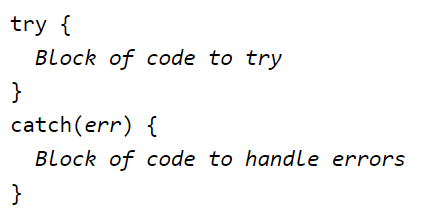 try {
  Block of code to try
}
catch(err) {
  Block of code to handle errors
}